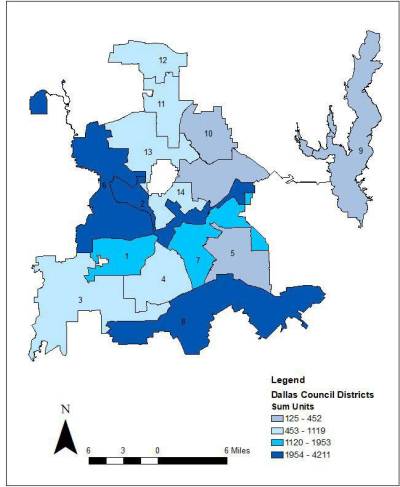 12
11
10
13
9
14
6
2
1
7
5
4
3
8
Legend
Dallas Council Districts
Sum Units
125 - 452
453 - 1119
1120 - 1953
1954 - 4211
N
6 3 0 6 Miles